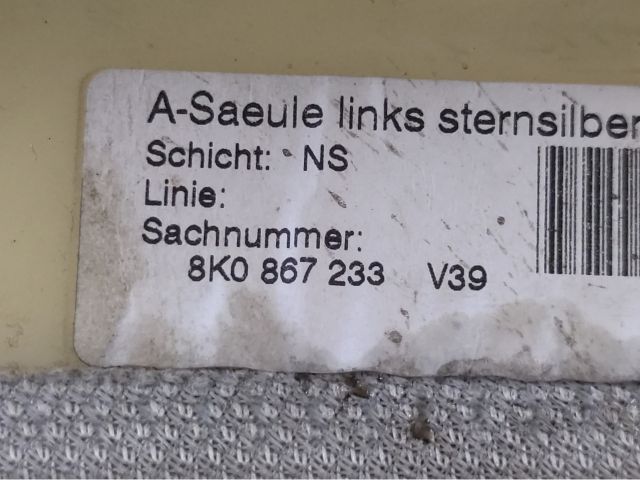 A-Saeule links sternsilber
Schicht: NS
Linie:
Sachnummer:
8K0 867 233 V39